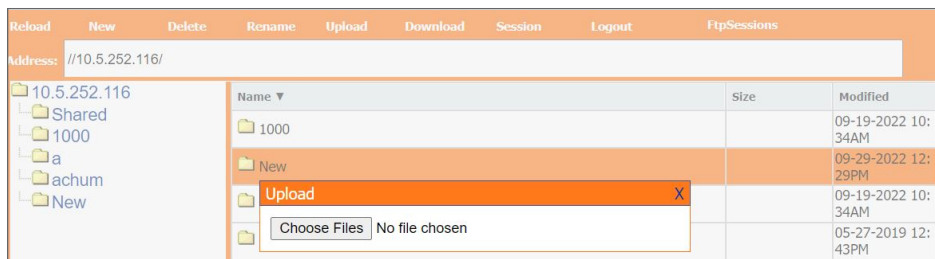 Reload New Delete Rename Upload Download Session Logout FtpSessions
Address: //10.5.252.116/
10.5.252.116
Shared
1000
a
achum
New
Name ▼ Size Modified
1000 09-19-2022 10:
34AM
New 09-29-2022 12:
29PM
09-19-2022 10:
34AM
05-27-2019 12:
43PM
Upload X
Choose Files No file chosen